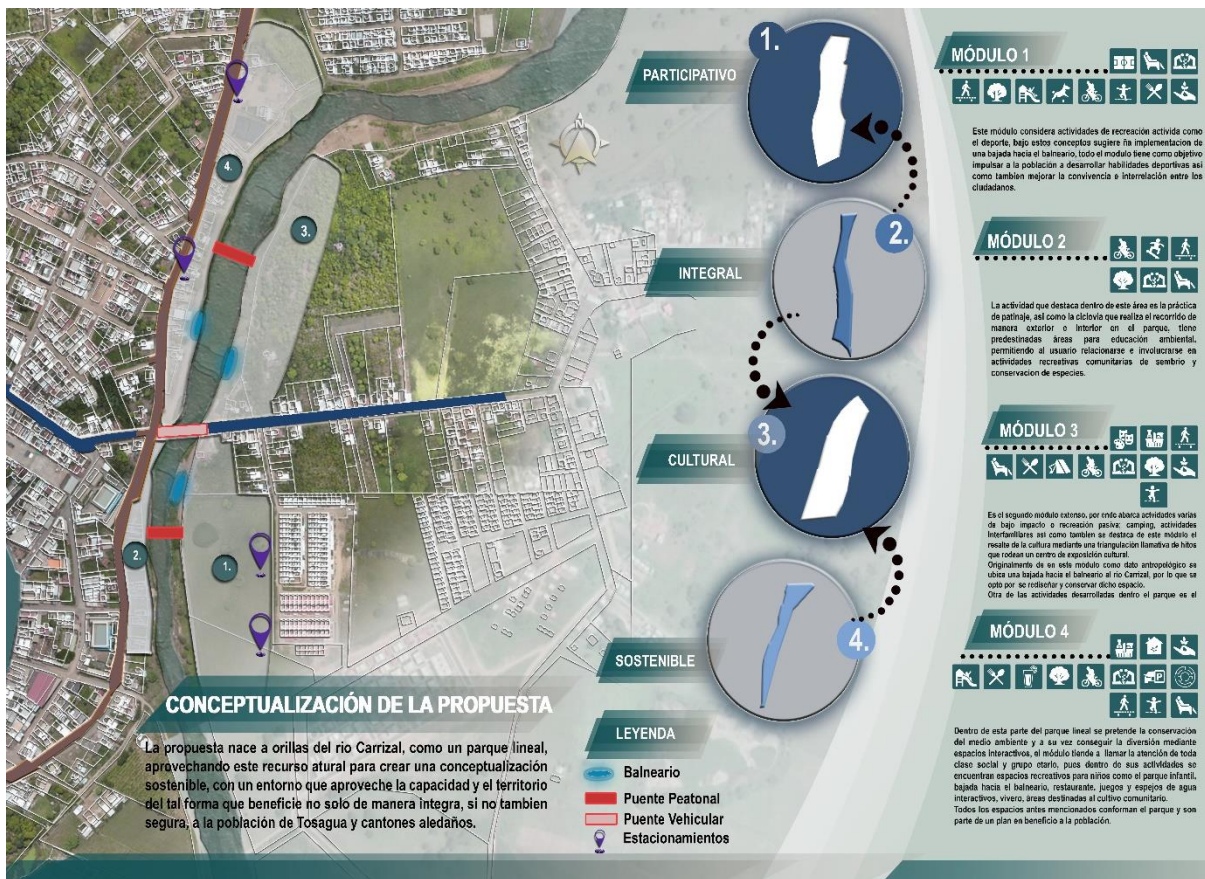 PARTICIPATIVO
1.
INTEGRAL
2.
CULTURAL
3.
SOSTENIBLE
4.
N
4.
3.
2.
1.
CONCEPTUALIZACIÓN DE LA PROPUESTA
La propuesta nace a orillas del rio Carrizal, como un parque lineal,
aprovechando este recurso atural para crear una conceptualización
sostenible, con un entorno que aproveche la capacidad y el territorio
del tal forma que beneficie no solo de manera integra, si no tambien
segura, a la población de Tosagua y cantones aledaños.
LEYENDA
Balneario
Puente Peatonal
Puente Vehicular
Estacionamientos
MÓDULO 1
Este módulo considera actividades de recreación activida como
el deporte, bajo estos conceptos sugiere ña implementacion de
una bajada hacia el balneario, todo el modulo tiene como objetivo
impulsar a la población a desarrollar habilidades deportivas asi
como tambien mejorar la convivencia e interrelación entre los
ciudadanos.
MÓDULO 2
La actividad que destaca dentro de este área es la práctica
de patinaje, asi como la ciclovia que realiza el recorrido de
manera exterior e interior en el parque, tiene
predestinadas áreas para educación ambiental,
permitiendo al usuario relacionarse e involucrarse en
actividades recreativas comunitarias de sembrio y
conservacion de especies.
MÓDULO 3
Es el segundo módulo extenso, por ende abarca actividades varias
de bajo impacto o recreación pasiva: camping, actividades
interfamiliares asi como tambien se destaca de este módulo el
resalte de la cultura mediante una triangulación llamativa de hitos
que rodean un centro de exposición cultural.
Originalmente de en este modulo como dato antropológico se
ubica una bajada hacia el balneario al rio Carrizal, por lo que se
opto por se rediseñar y conservar dicho espacio.
Otra de las actividades desarrolladas dentro el parque es el
MÓDULO 4
P
Dentro de esta parte del parque lineal se pretende la conservación
del medio ambiente y a su vez conseguir la diversión mediante
espacios interactivos, el módulo tiende a llamar la atención de toda
clase social y grupo etario, pues dentro de sus actividades se
encuentran espacios recreativos para niños como el parque infantil,
bajada hacia el balneario, restaurante, juegos y espejos de agua
interactivos, vivero, áreas destinadas al cultivo comunitario.
Todos los espacios antes mencionados conforman el parque y son
parte de un plan en beneficio a la población.